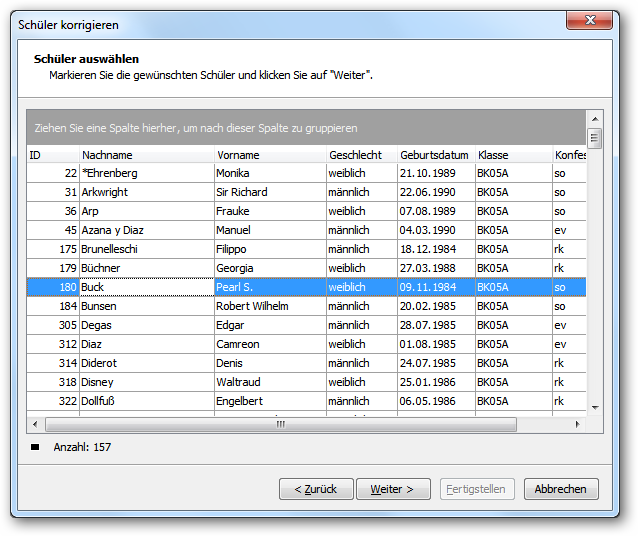 Schüler korrigieren
Schüler auswählen
Markieren Sie die gewünschten Schüler und klicken Sie auf "Weiter".
Ziehen Sie eine Spalte hierher, um nach dieser Spalte zu gruppieren
ID Nachname Vorname Geschlecht Geburtsdatum Klasse Konfes
22 *Ehrenberg Monika weiblich 21.10.1989 BK05A so
31 Arkwright Sir Richard männlich 22.06.1990 BK05A so
36 Arp Frauke weiblich 07.08.1989 BK05A so
45 Azana y Diaz Manuel männlich 04.03.1990 BK05A ev
175 Brunelleschi Filippo männlich 18.12.1984 BK05A rk
179 Büchner Georgia weiblich 27.03.1988 BK05A rk
180 Buck Pearl S. weiblich 09.11.1984 BK05A so
184 Bunsen Robert Wilhelm männlich 20.02.1985 BK05A so
305 Degas Edgar männlich 28.07.1985 BK05A ev
312 Diaz Camreon weiblich 01.08.1985 BK05A ev
314 Diderot Denis männlich 24.07.1985 BK05A rk
318 Disney Waltraud weiblich 25.01.1986 BK05A rk
322 Dollfuß Engelbert männlich 06.05.1986 BK05A rk
Anzahl: 157
< Zurück Weiter > Fertigstellen Abbrechen